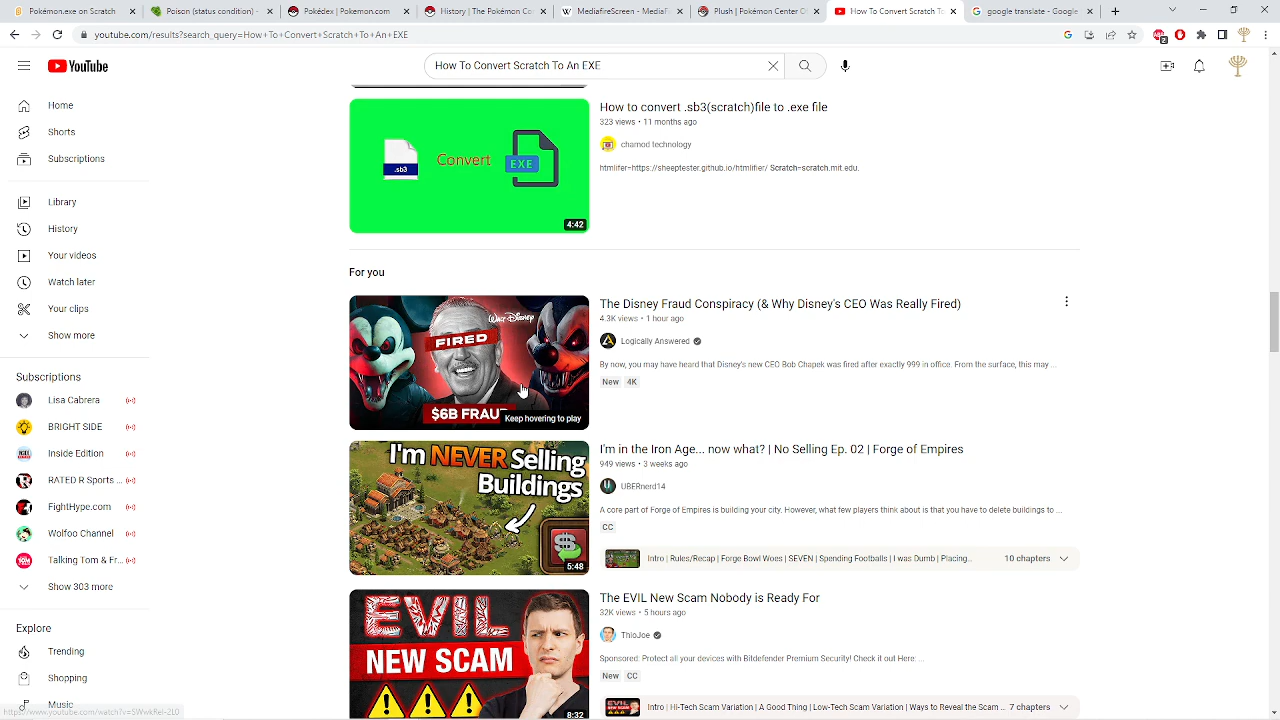 Pokémon.exe on Scratch
Poison (status condition) -
Pokédex | Pokemon.com
History | The Pokémon Co
MediaFireScreen - MediaF
Plush | Pokémon Center Of
How To Convert Scratch To
google translate - Google
youtube.com/results?search_query=How+To+Convert+Scratch+To+An+EXE
2
YouTube
How To Convert Scratch To An EXE
Home
Shorts
Subscriptions
Library
History
Your videos
Watch later
Your clips
Show more
Subscriptions
Lisa Cabrera
BRIGHT SIDE
Inside Edition
RATED R Sports ...
FightHype.com
Wolfoo Channel
Talking Tom & Fr...
Show 303 more
Explore
Trending
Shopping
Music
.sb3
Convert
EXE
4:42
How to convert .sb3(scratch)file to .exe file
323 views • 11 months ago
chamod technology
htmlifier-https://sheeptester.github.io/htmlifier/ Scratch-scratch.mit.edu.
For you
WALT DISNEY
FIRED
$6B FRAU
Keep hovering to play
The Disney Fraud Conspiracy (& Why Disney's CEO Was Really Fired)
4.3K views • 1 hour ago
Logically Answered
By now, you may have heard that Disney's new CEO Bob Chapek was fired after exactly 999 in office. From the surface, this may ...
New 4K
I'm NEVER Selling
Buildings
$
5:48
I'm in the Iron Age... now what? | No Selling Ep. 02 | Forge of Empires
949 views • 3 weeks ago
UBERnerd14
A core part of Forge of Empires is building your city. However, what few players think about is that you have to delete buildings to ...
CC
Intro | Rules/Recap | Forge Bowl Woes | SEVEN | Spending Footballs | I was Dumb | Placing...
10 chapters
EVIL
NEW SCAM
8:32
The EVIL New Scam Nobody is Ready For
32K views • 5 hours ago
ThioJoe
Sponsored: Protect all your devices with Bitdefender Premium Security! Check it out Here: ...
New CC
Intro | Hi-Tech Scam Variation | A Good Thing | Low-Tech Scam Variation | Ways to Rewire the Scam ...
7 chapters